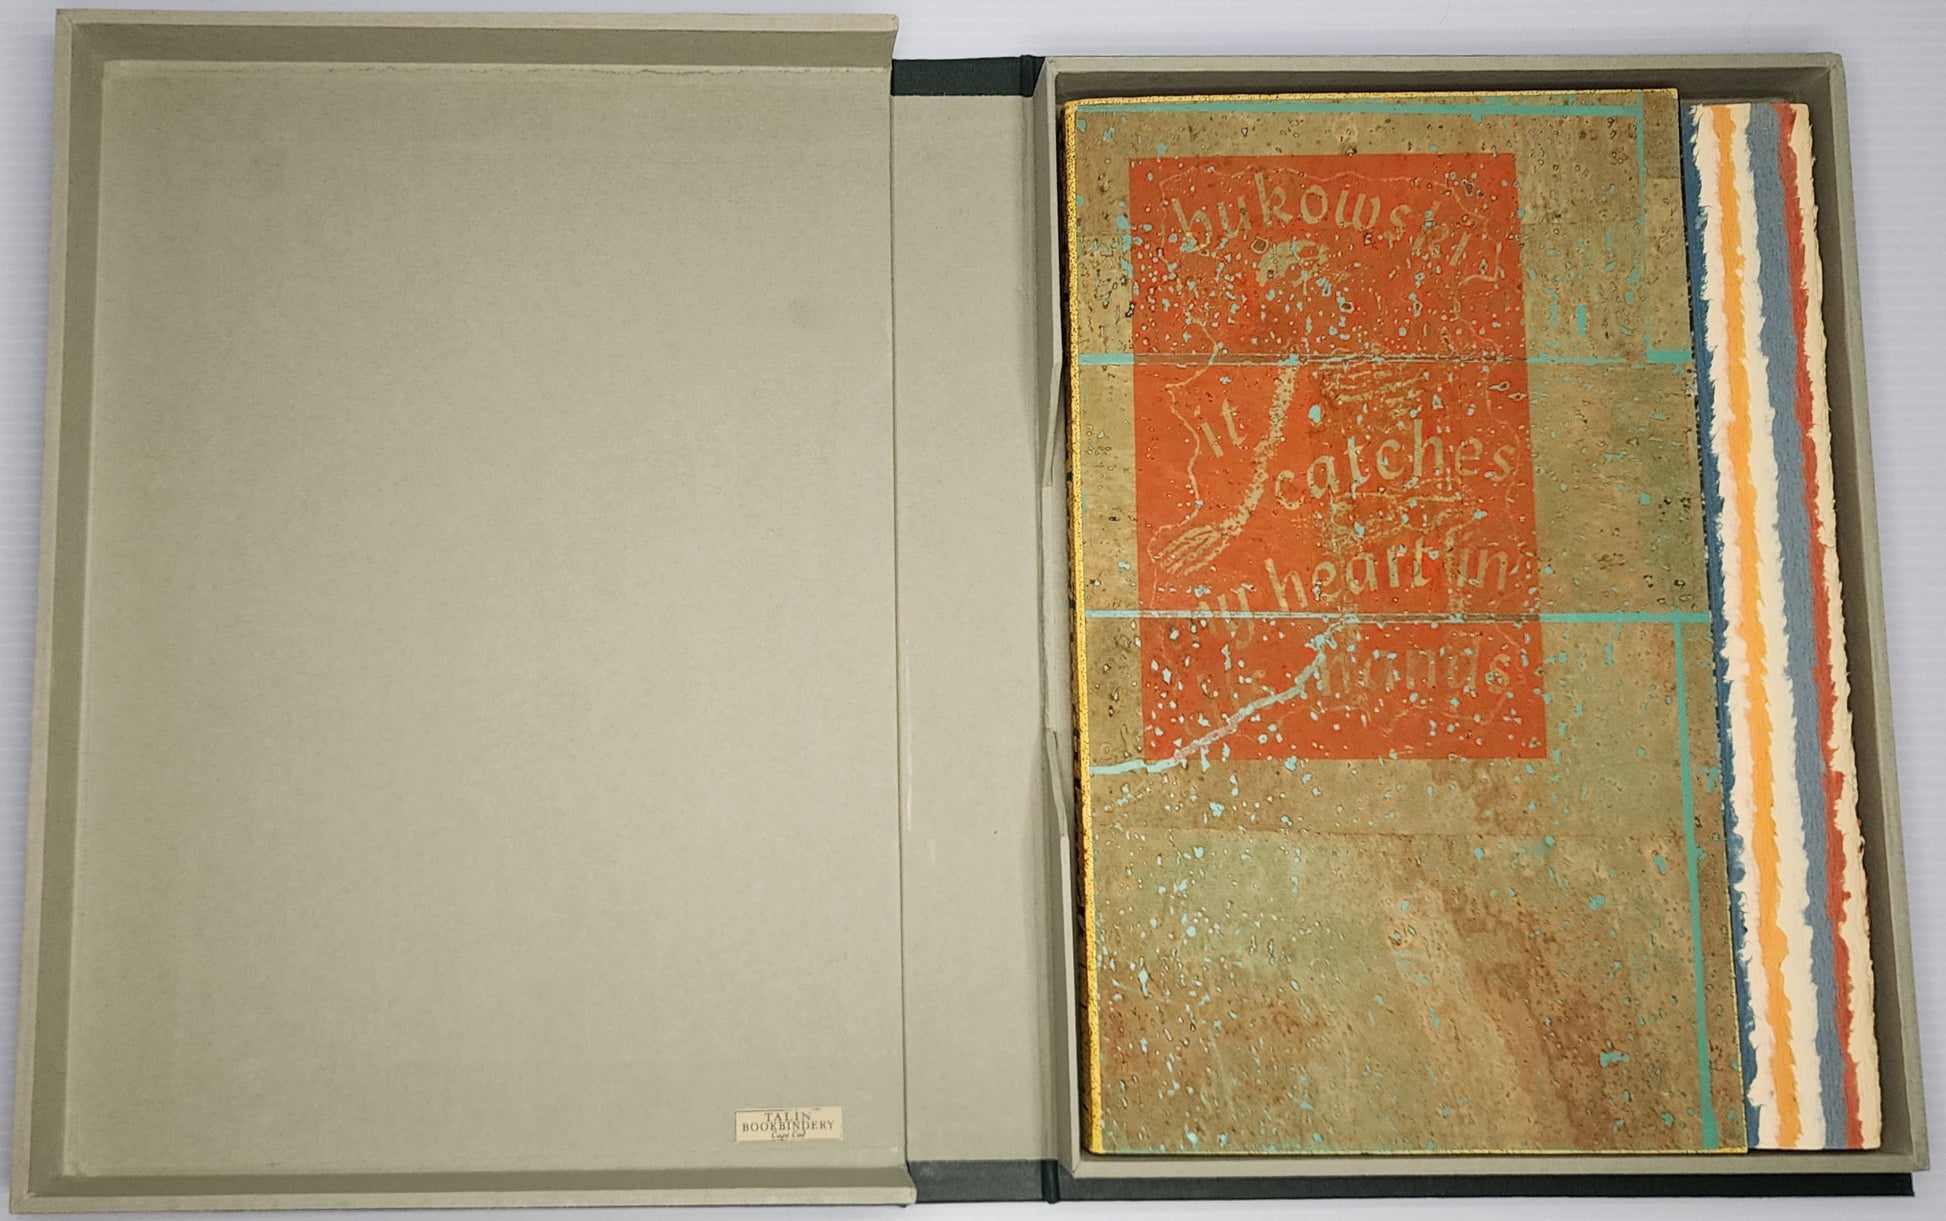 TALIN
BOOKBINDERY
Cape Cod
bukowski
it
catches
my heart in
its hands